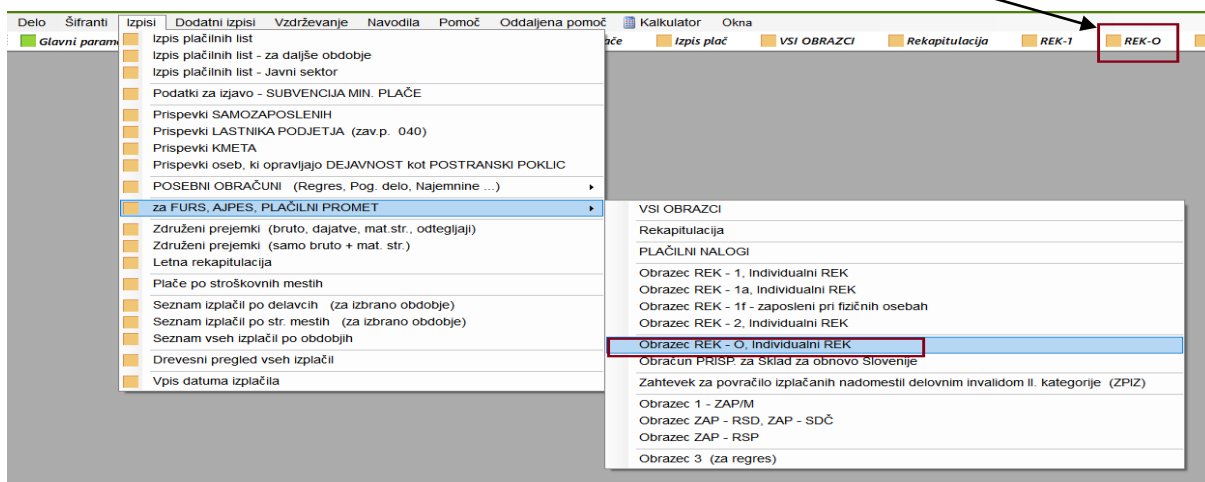 Delo Šifranti Izpisi Dodatni izpisi Vzdrževanje Navodila Pomoč Oddaljena pomoč Kalkulator Okna
Glavni param ače Izpis plač VSI OBRAZCI Rekapitulacija REK-1 REK-O
Izpis plačilnih list
Izpis plačilnih list - za daljše obdobje
Izpis plačilnih list - Javni sektor
Podatki za izjavo - SUBVENCIJA MIN. PLAČE
Prispevki SAMOZAPOSLENIH
Prispevki LASTNIKA PODJETJA (zav.p. 040)
Prispevki KMETA
Prispevki oseb, ki opravljajo DEJAVNOST kot POSTRANSKI POKLIC
POSEBNI OBRAČUNI (Regres, Pog. delo, Najemnine ...)
za FURS, AJPES, PLAČILNI PROMET
Združeni prejemki (bruto, dajatve, mat.str., odtegljaji)
Združeni prejemki (samo bruto + mat. str.)
Letna rekapitulacija
Plače po stroškovnih mestih
Seznam izplačil po delavcih (za izbrano obdobje)
Seznam izplačil po str. mestih (za izbrano obdobje)
Seznam vseh izplačil po obdobjih
Drevesni pregled vseh izplačil
Vpis datuma izplačila
VSI OBRAZCI
Rekapitulacija
PLAČILNI NALOGI
Obrazec REK - 1, Individualni REK
Obrazec REK - 1a, Individualni REK
Obrazec REK - 1f - zaposleni pri fizičnih osebah
Obrazec REK - 2, Individualni REK
Obrazec REK - O, Individualni REK
Obračun PRISP. za Sklad za obnovo Slovenije
Zahtevek za povračilo izplačanih nadomestil delovnim invalidom II. kategorije (ZPIZ)
Obrazec 1 - ZAP/M
Obrazec ZAP - RSD, ZAP - SDČ
Obrazec ZAP - RSP
Obrazec 3 (za regres)